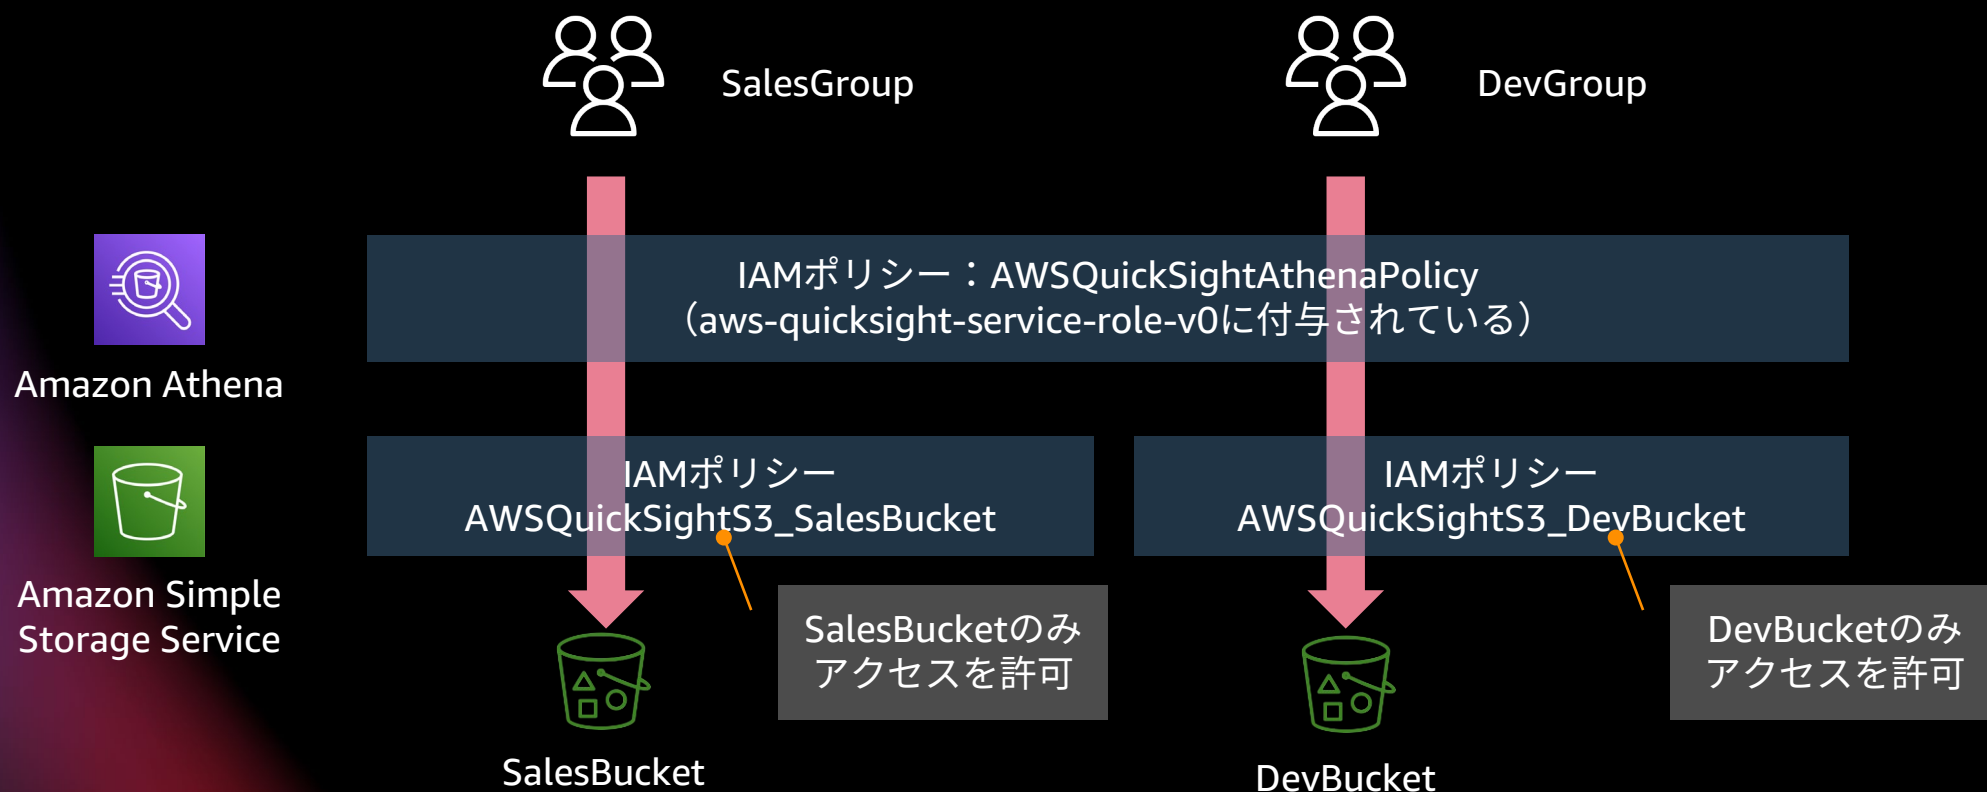 SalesGroup
DevGroup
IAMポリシー：AWSQuickSightAthenaPolicy
（aws-quicksight-service-role-v0に付与されている）
Amazon Athena
IAMポリシー
AWSQuickSightS3_SalesBucket
IAMポリシー
AWSQuickSightS3_DevBucket
Amazon Simple
Storage Service
SalesBucketのみ
アクセスを許可
DevBucketのみ
アクセスを許可
SalesBucket
DevBucket